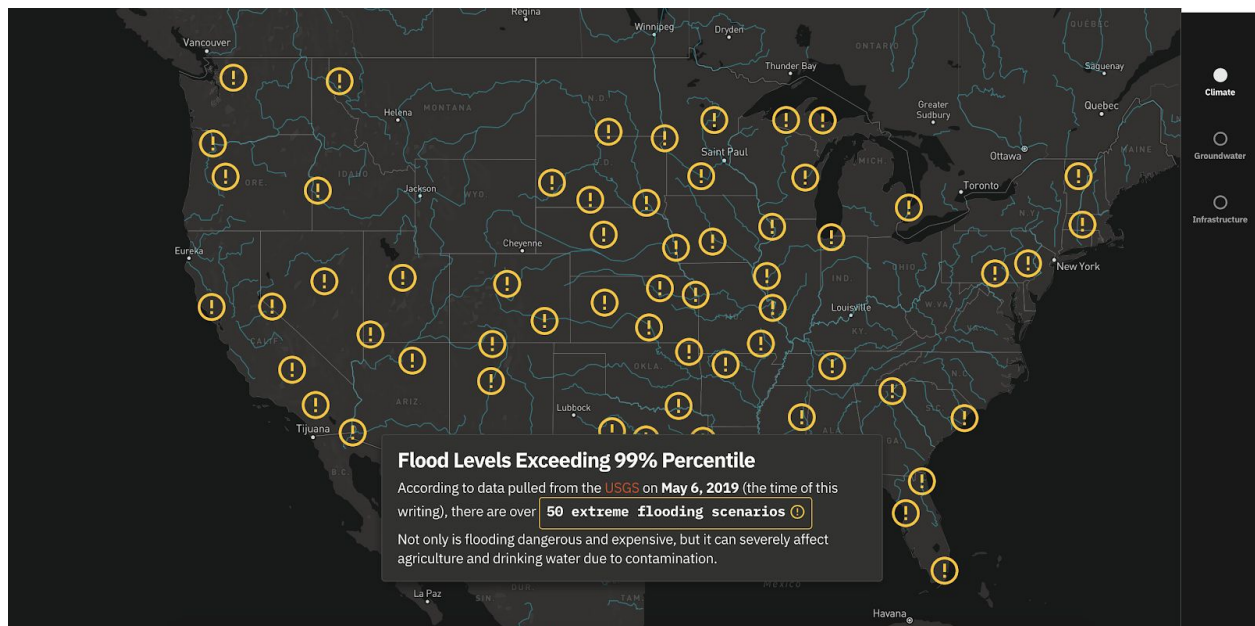 Regina
Winnipeg
Dryden
QUEBEC
Vancouver
ONTARIO
Thunder Bay
Saguenay
Climate
N.D.
MONTANA
Helena
Greater
Sudbury
Quebec
Saint Paul
Ottawa
MICH.
MAINE
Groundwater
ORE.
IDAHO
Jackson
WYO.
Toronto
N.Y.
Infrastructure
Eureka
Cheyenne
New York
IND.
OHIO
W.VA.
Louisville
MO.
KY.
CALIF.
OKLA.
ARIZ.
N.C.
Lubbock
S.C.
Tijuana
ALA.
GA.
B.C.
Flood Levels Exceeding 99% Percentile
According to data pulled from the USGS on May 6, 2019 (the time of this
writing), there are over 50 extreme flooding scenarios
Not only is flooding dangerous and expensive, but it can severely affect
agriculture and drinking water due to contamination.
La Paz
SIN.
DUR.
TAM.
Mexico
Havana